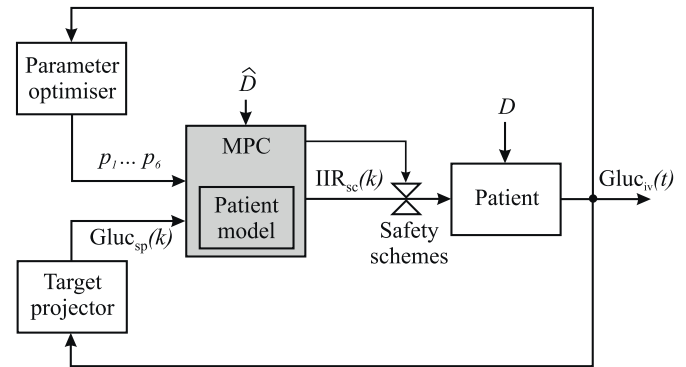 Parameter
optimiser
D̂
D
p₁... p₆
MPC
IIRsc(k)
Patient
Glucᵢᵥ(t)
Patient
model
Glucsp(k)
Safety
schemes
Target
projector